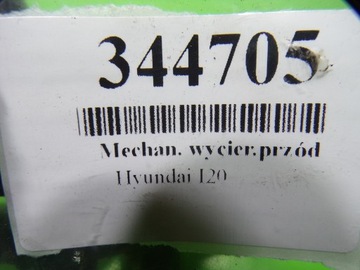 344705
Mechan. wycier.przód
Hyundai I20